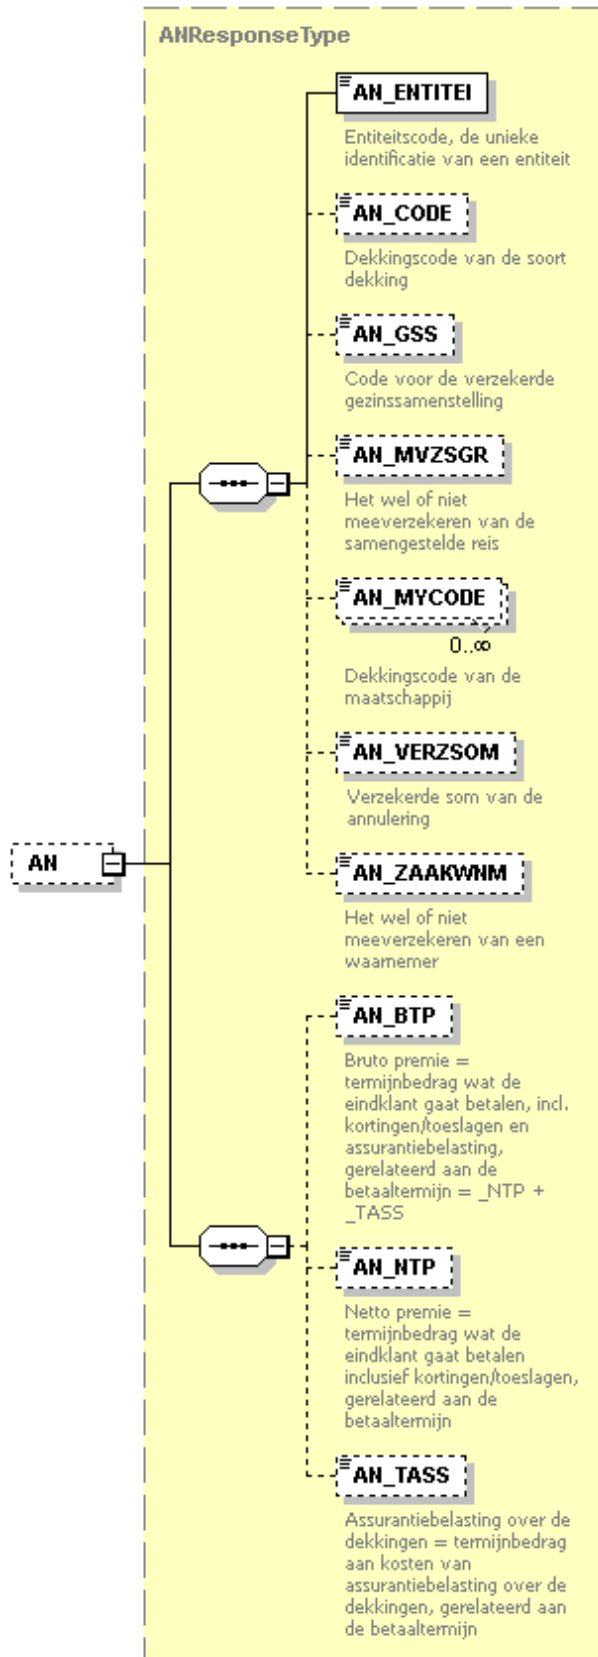 ANResponseType
AN_ENTITEI
Entiteitscode, de unieke
identificatie van een entiteit
AN_CODE
Dekkingscode van de soort
dekking
AN_GSS
Code voor de verzekerde
gezinssamenstelling
AN_MVZSGR
Het wel of niet
meeverzekeren van de
samengestelde reis
AN_MYCODE
0..∞
Dekkingscode van de
maatschappij
AN_VERZSOM
Verzekerde som van de
annulering
AN
AN_ZAAKWNM
Het wel of niet
meeverzekeren van een
waarnemer
AN_BTP
Bruto premie =
termijnbedrag wat de
eindklant gaat betalen, incl.
kortingen/toeslagen en
assurantiebelasting,
gerelateerd aan de
betaaltermijn = _NTP +
_TASS
AN_NTP
Netto premie =
termijnbedrag wat de
eindklant gaat betalen
inclusief kortingen/toeslagen,
gerelateerd aan de
betaaltermijn
AN_TASS
Assurantiebelasting over de
dekkingen = termijnbedrag
aan kosten van
assurantiebelasting over de
dekkingen, gerelateerd aan
de betaaltermijn